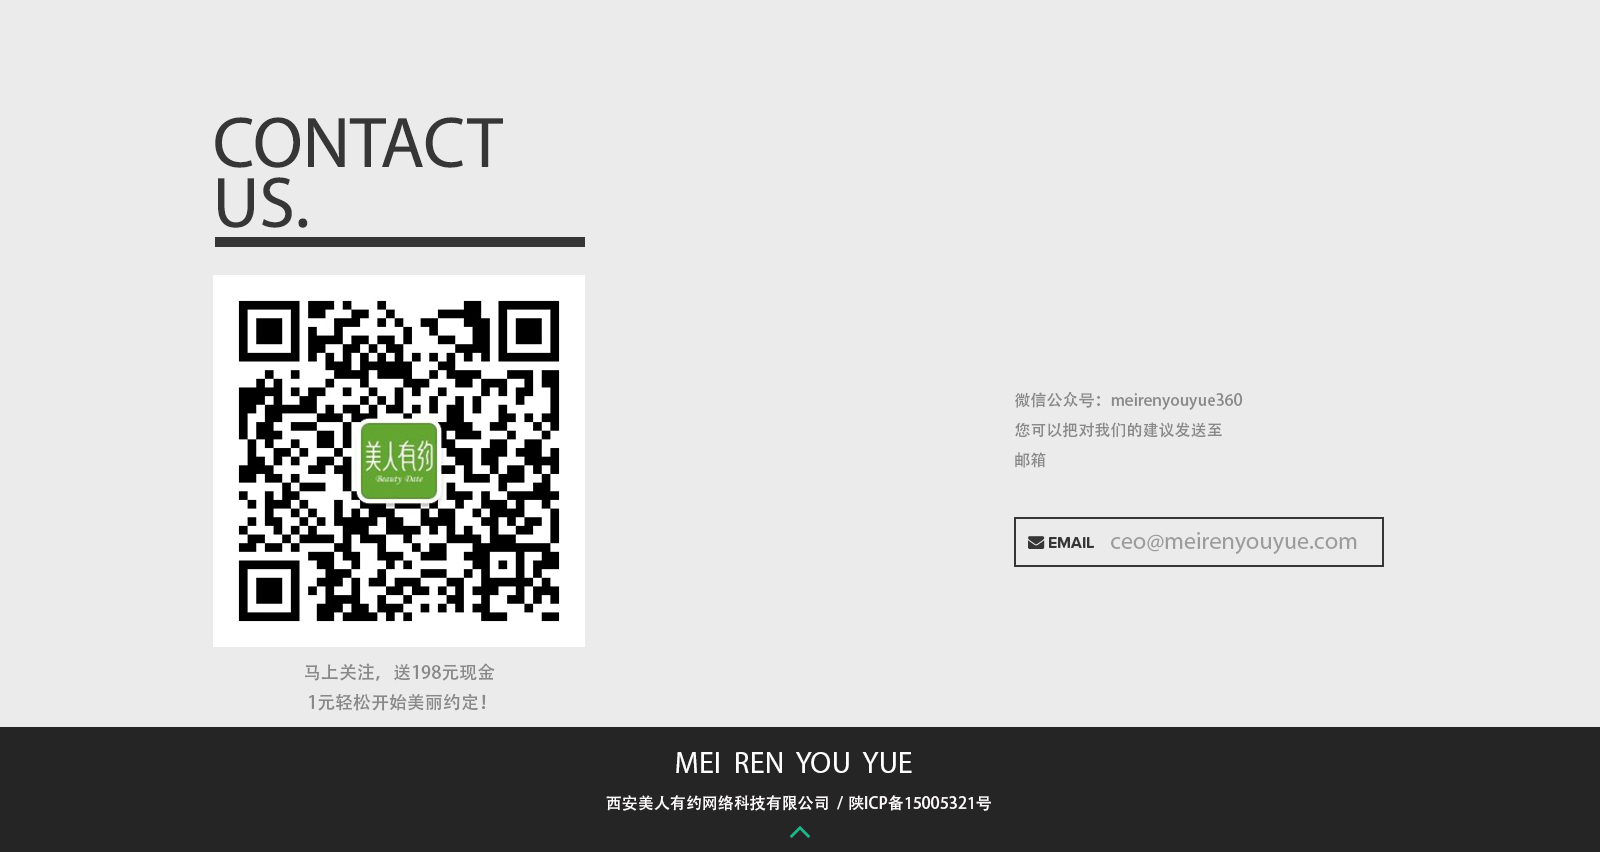 CONTACT
US.
美人有约
Beauty Date
马上关注，送198元现金
1元轻松开始美丽约定！
微信公众号：meirenyouyue360
您可以把对我们的建议发送至
邮箱
EMAIL ceo@meirenyouyue.com
MEI REN YOU YUE
西安美人有约网络科技有限公司 / 陕ICP备15005321号